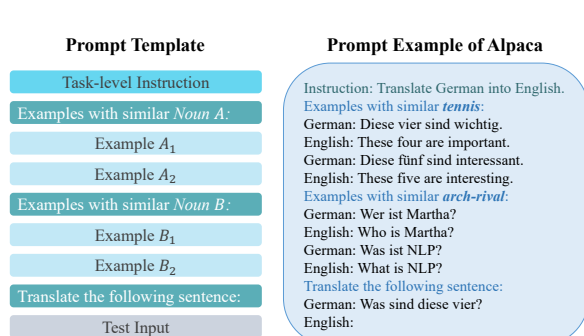 Prompt Template
Task-level Instruction
Examples with similar Noun A:
Example A₁
Example A₂
Examples with similar Noun B:
Example B₁
Example B₂
Translate the following sentence:
Test Input
Prompt Example of Alpaca
Instruction: Translate German into English.
Examples with similar tennis:
German: Diese vier sind wichtig.
English: These four are important.
German: Diese fünf sind interessant.
English: These five are interesting.
Examples with similar arch-rival:
German: Wer ist Martha?
English: Who is Martha?
German: Was ist NLP?
English: What is NLP?
Translate the following sentence:
German: Was sind diese vier?
English: